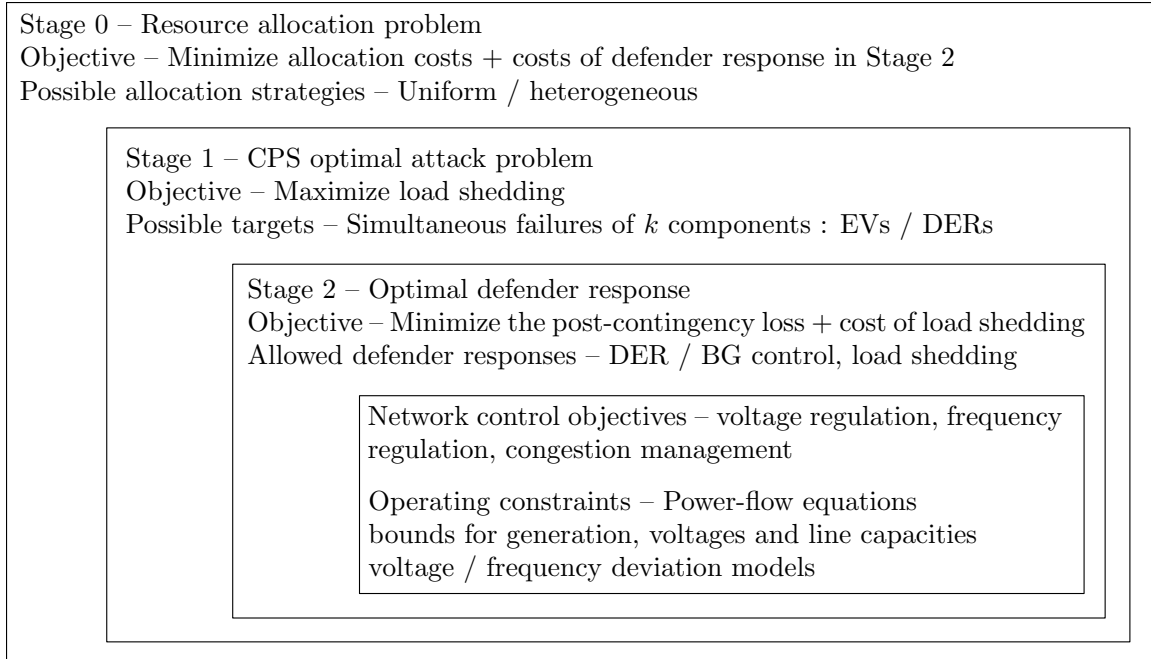 Stage 0 – Resource allocation problem
Objective – Minimize allocation costs + costs of defender response in Stage 2
Possible allocation strategies – Uniform / heterogeneous
Stage 1 – CPS optimal attack problem
Objective – Maximize load shedding
Possible targets – Simultaneous failures of k components : EVs / DERs
Stage 2 – Optimal defender response
Objective – Minimize the post-contingency loss + cost of load shedding
Allowed defender responses – DER / BG control, load shedding
Network control objectives – voltage regulation, frequency
regulation, congestion management
Operating constraints – Power-flow equations
bounds for generation, voltages and line capacities
voltage / frequency deviation models